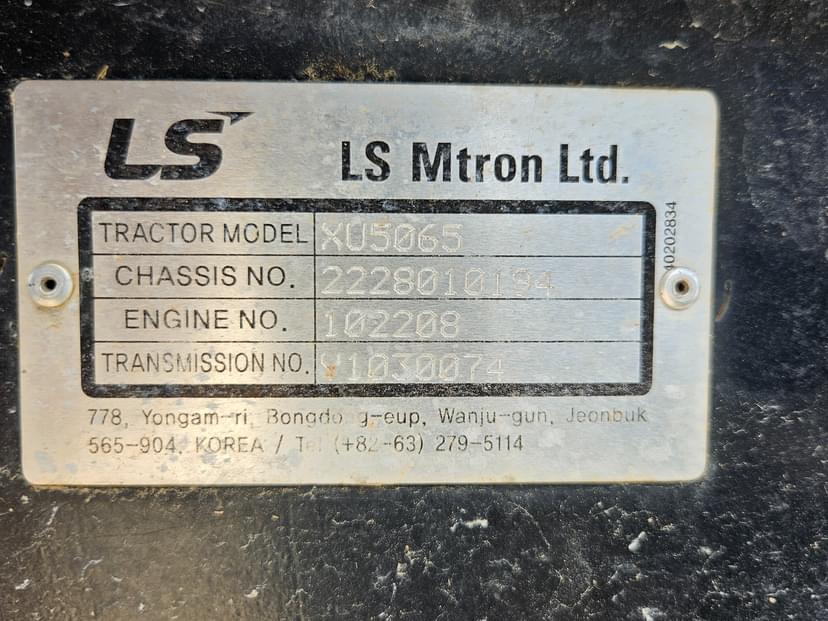 LS
LS Mtron Ltd.
TRACTOR MODEL XU5065
CHASSIS NO. 2228010194
ENGINE NO. 102208
TRANSMISSION NO. Y1030074
40202834
778, Yongam-ri, Bongdong-eup, Wanju-gun, Jeonbuk
565-904, KOREA / Tel (+82-63) 279-5114